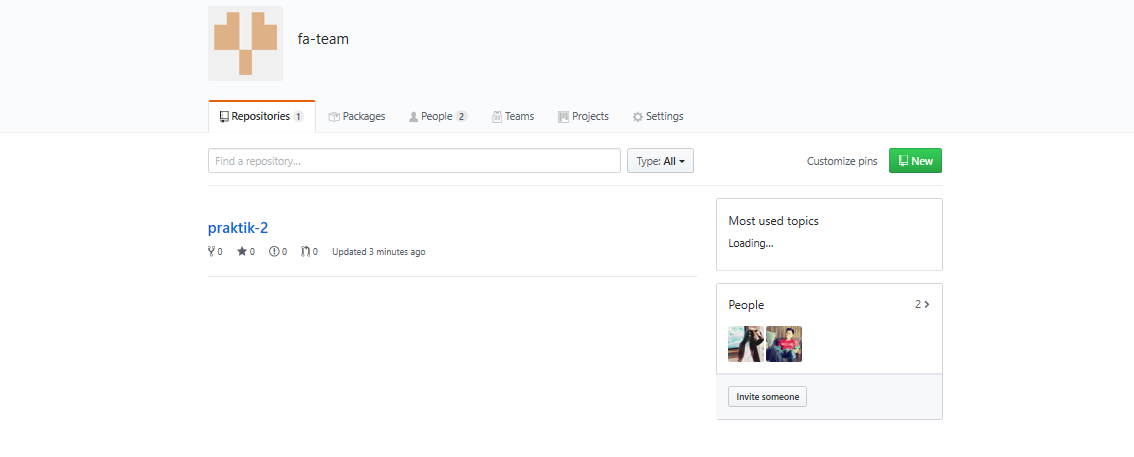 fa-team
Repositories 1 Packages People 2 Teams Projects Settings
Find a repository... Type: All Customize pins New
praktik-2
0 0 0 0 Updated 3 minutes ago
Most used topics
Loading...
People 2
Invite someone